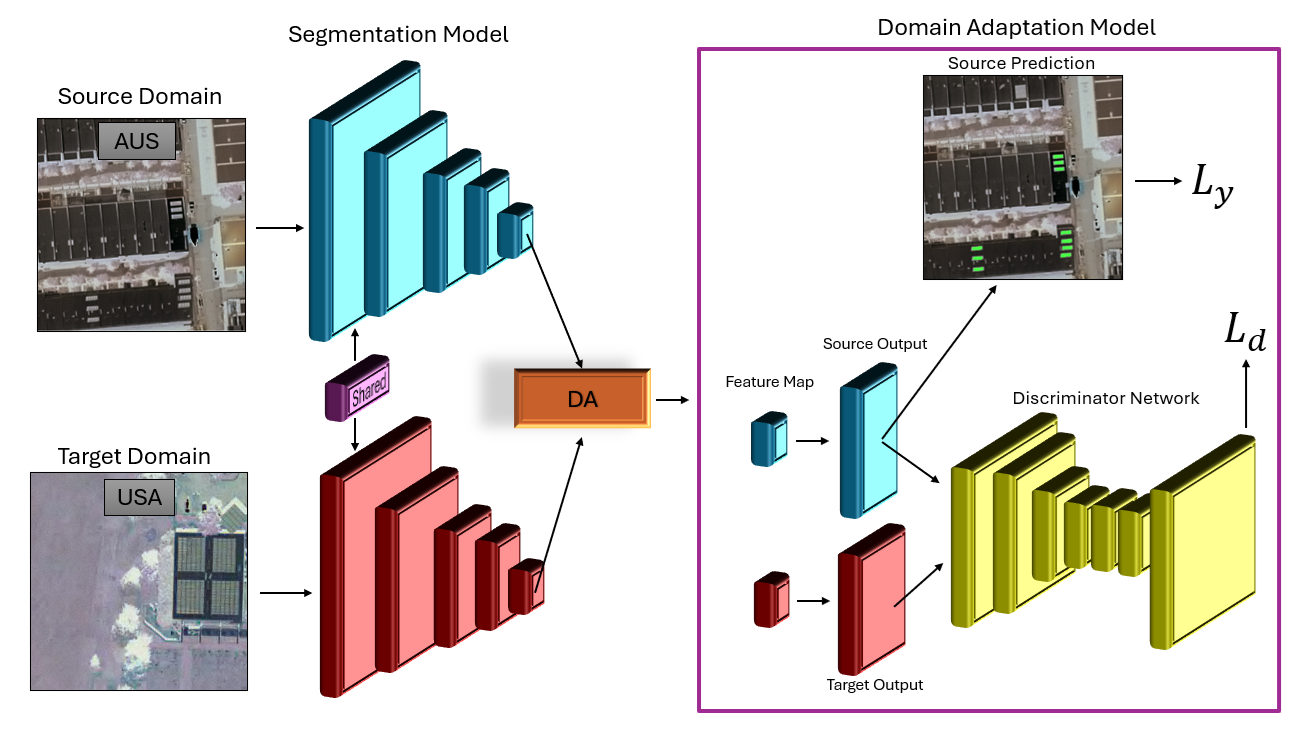 Segmentation Model
Domain Adaptation Model
Source Prediction
Source Domain
AUS
L_y
Shared
DA
Source Output
L_d
Feature Map
Discriminator Network
Target Domain
USA
Target Output